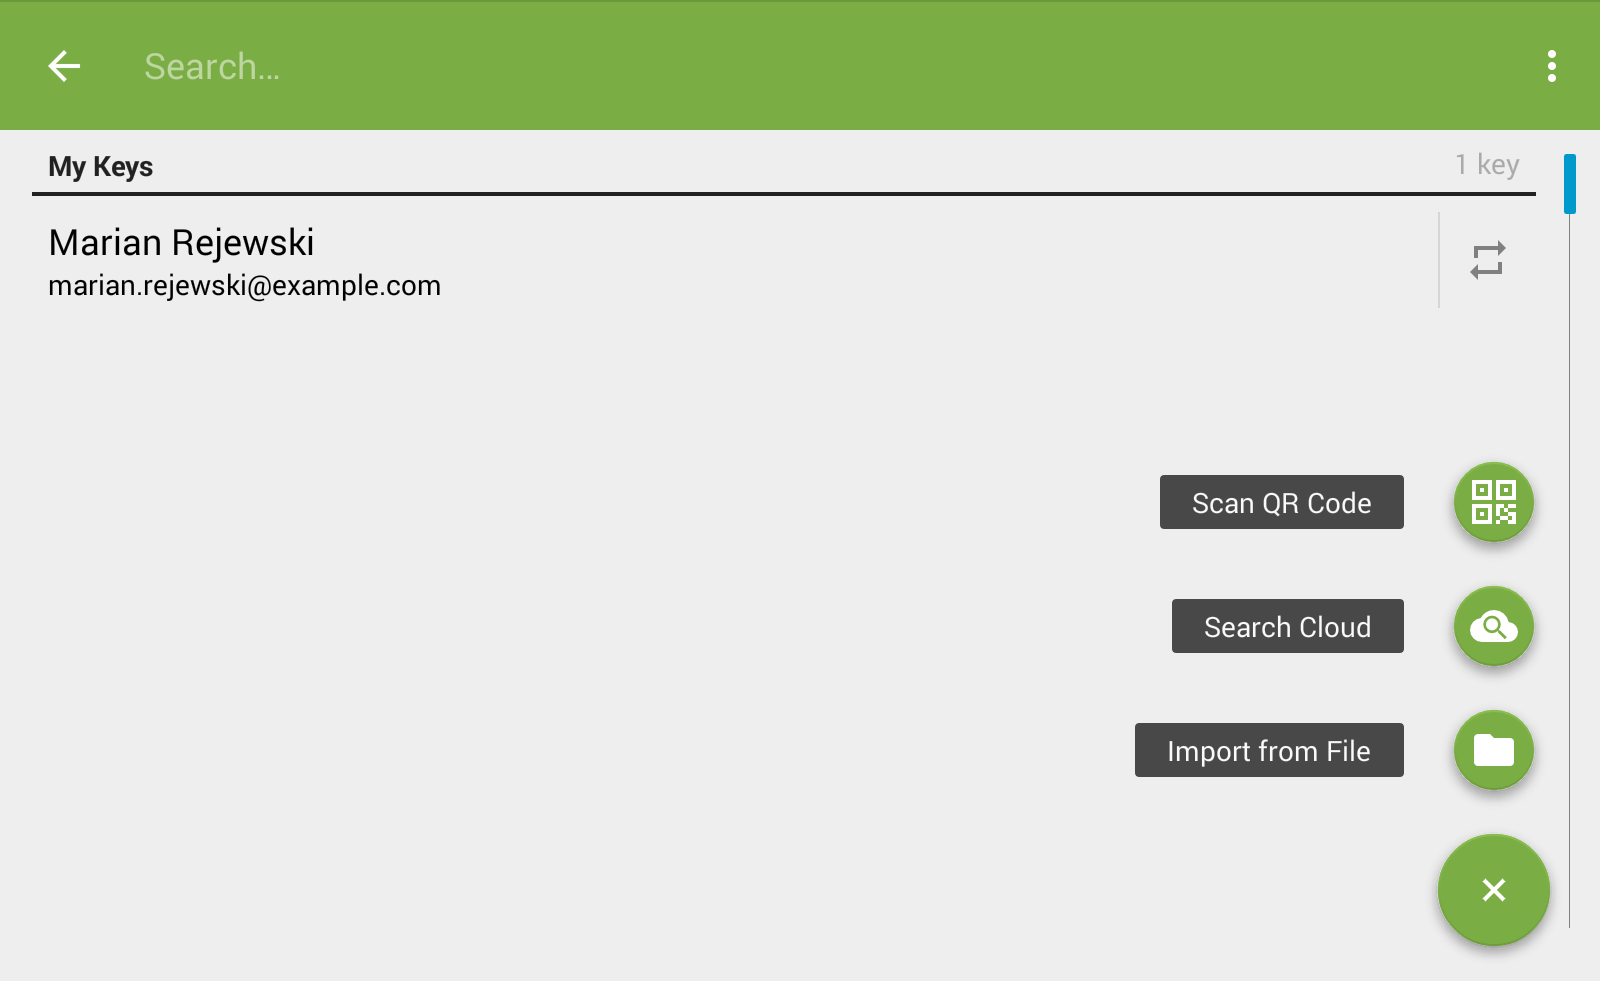 Search...
My Keys
1 key
Marian Rejewski
marian.rejewski@example.com
Scan QR Code
Search Cloud
Import from File